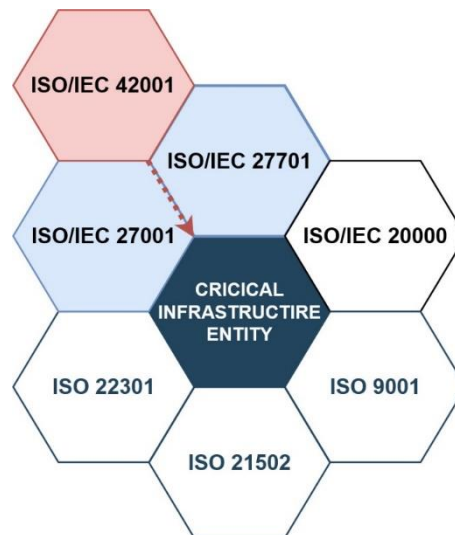 ISO/IEC 42001
ISO/IEC 27701
ISO/IEC 27001
ISO/IEC 20000
CRICICAL
INFRASTRUCTIRE
ENTITY
ISO 22301
ISO 9001
ISO 21502